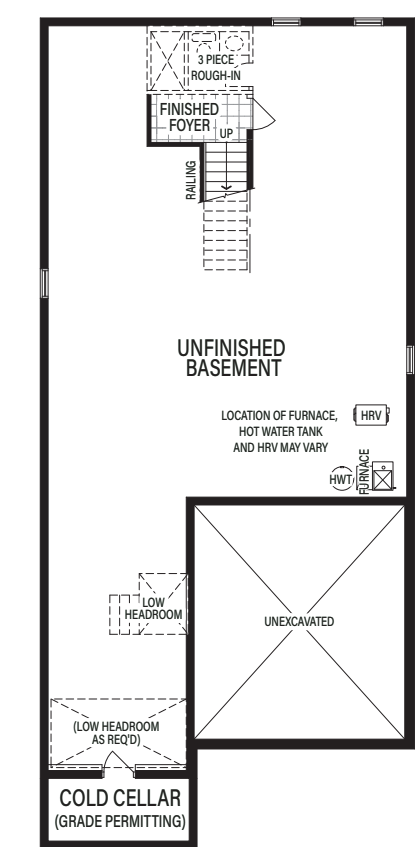 3 PIECE
ROUGH-IN
FINISHED
FOYER
UP
RAILING
UNFINISHED
BASEMENT
LOCATION OF FURNACE,
HOT WATER TANK
AND HRV MAY VARY
HRV
HWT
FURNACE
LOW
HEADROOM
UNEXCAVATED
(LOW HEADROOM
AS REQ'D)
COLD CELLAR
(GRADE PERMITTING)